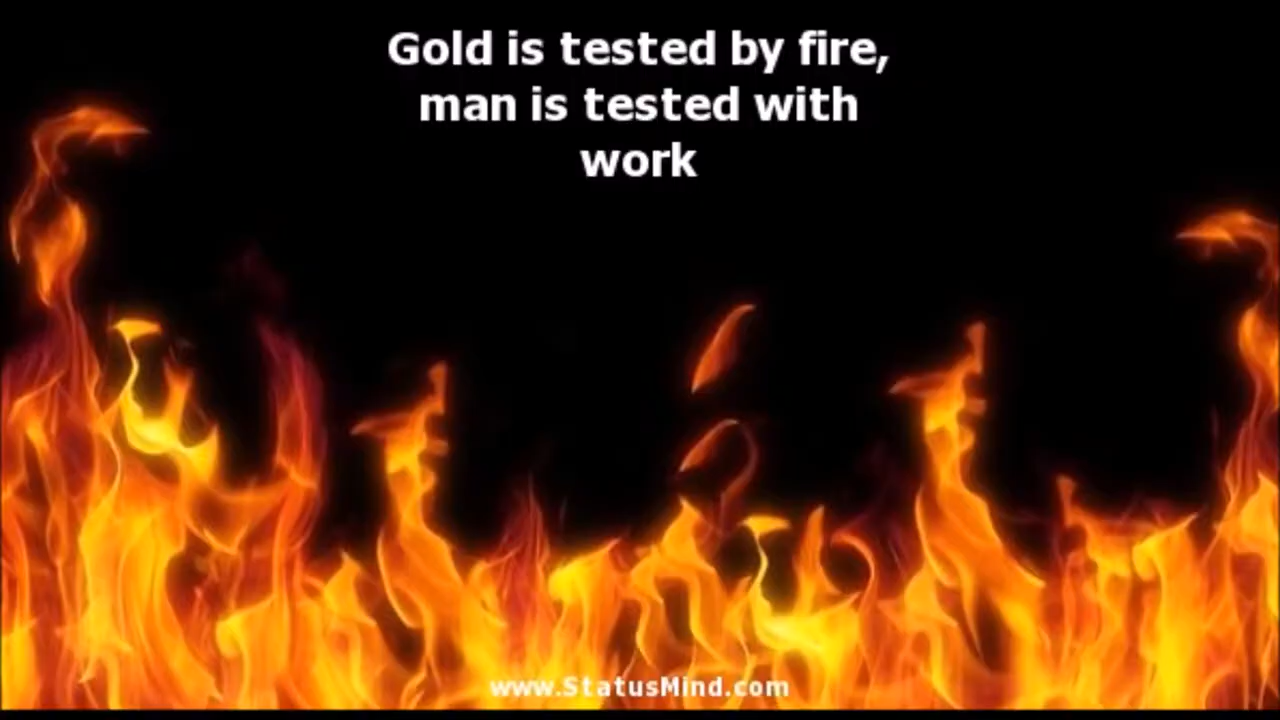 Gold is tested by fire,
man is tested with
work
www.StatusMind.com